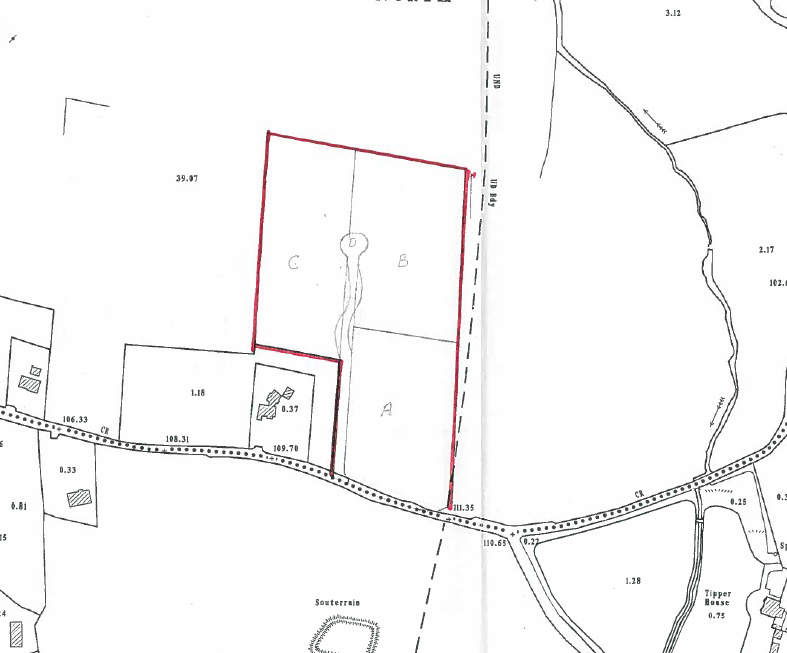 3.12
UND
39.07
UD Bdy
2.17
D
C
B
102.
1.18
0.37
A
106.33
CR
108.31
109.70
0.33
CR
0.81
111.35
0.25
110.65
0.22
1.28
Souterrain
Tipper
House
0.75